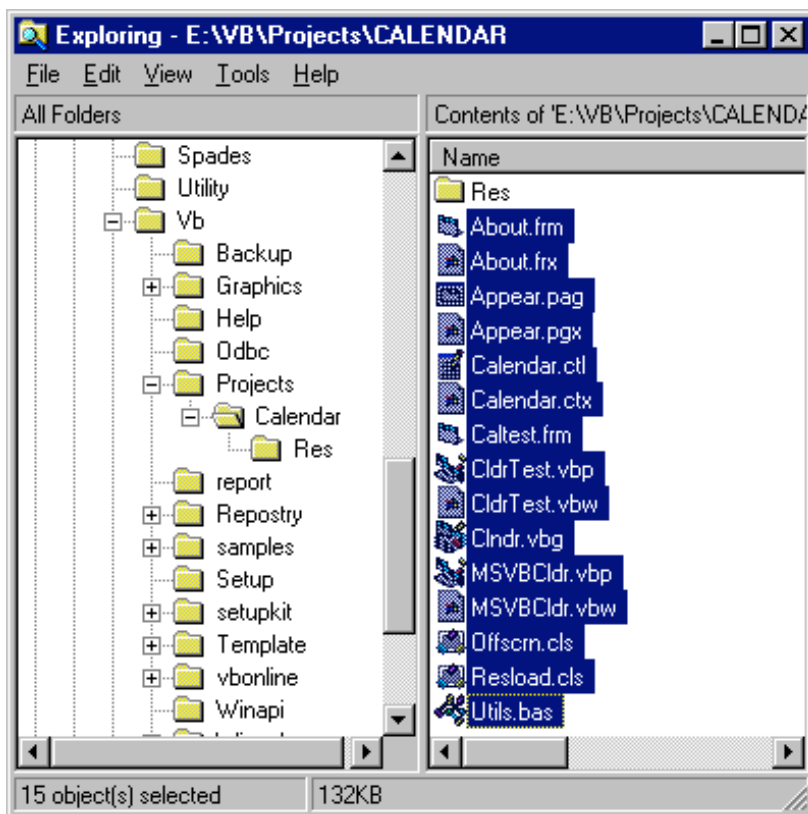 Exploring - E:\VB\Projects\CALENDAR
File Edit View Tools Help
All Folders
Contents of 'E:\VB\Projects\CALENDA
Spades
Utility
Vb
Backup
Graphics
Help
Odbc
Projects
Calendar
Res
report
Repostry
samples
Setup
setupkit
Template
vbonline
Winapi
Name
Res
About.frm
About.frx
Appear.pag
Appear.pgx
Calendar.ctl
Calendar.ctx
Caltest.frm
CldrTest.vbp
CldrTest.vbw
Clndr.vbg
MSVBCldr.vbp
MSVBCldr.vbw
Offscrn.cls
Resload.cls
Utils.bas
15 object(s) selected
132KB